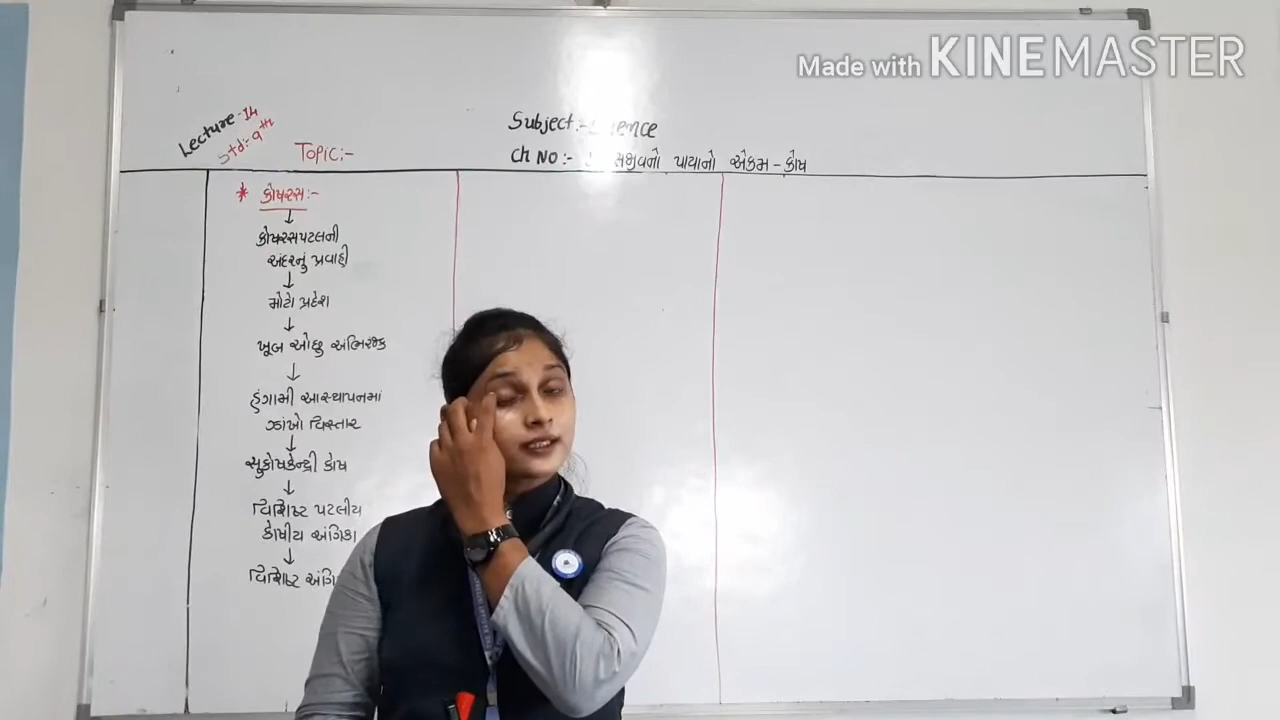 Made with KINEMASTER
Lecture-14
Std:-9th
Topic:-
Subject:-
Ch No:- સજીવનો પાયાનો એકમ - કોષ
* કોષરસ:-
↓
કોષરસપટલની
અંદરનું પ્રવાહી
↓
મોટો પ્રદેશ
↓
ખૂબ ઓછુ અભિરંજક
↓
હંગામી આસ્થાપનમાં
ઝાંખો વિસ્તાર
↓
સુકોષકેન્દ્રી કોષ
↓
વિશિષ્ટ પટલીય
કોષીય અંગિકા
↓
વિશિષ્ટ